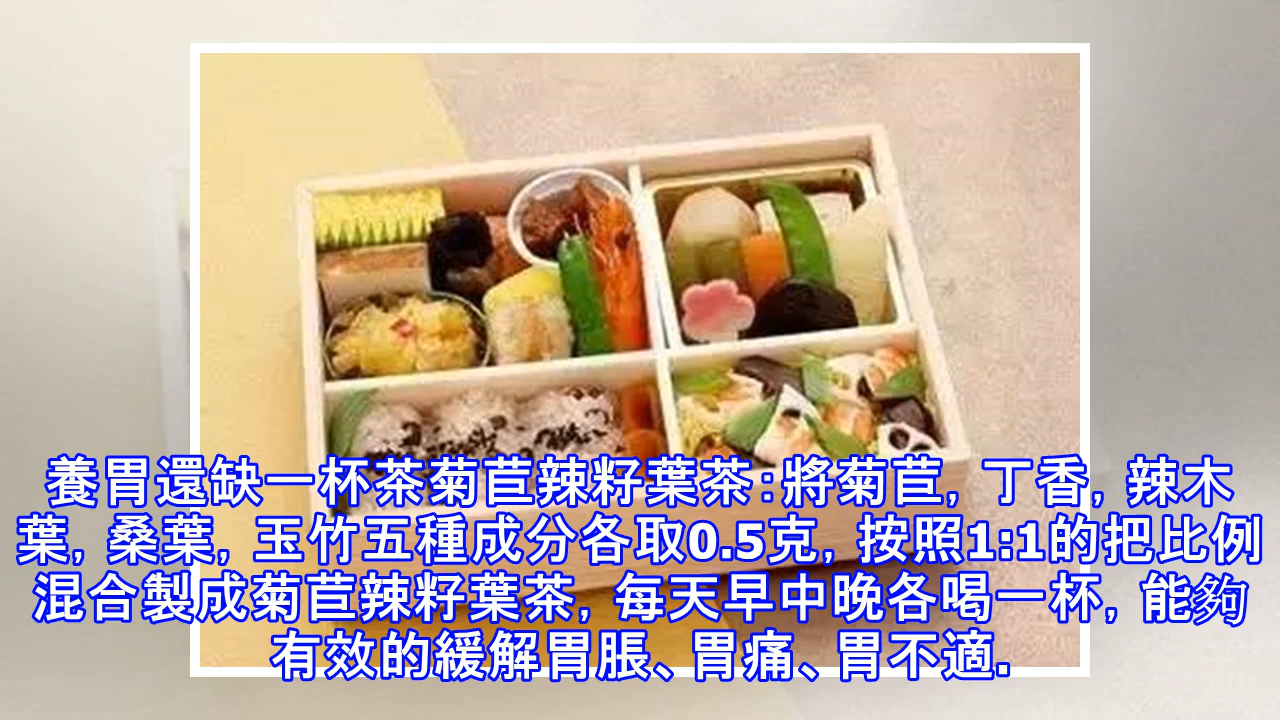 養胃還缺一杯茶菊苣辣籽葉茶:將菊苣, 丁香, 辣木
葉, 桑葉, 玉竹五種成分各取0.5克, 按照1:1的把比例
混合製成菊苣辣籽葉茶, 每天早中晚各喝一杯, 能夠
有效的緩解胃脹、胃痛、胃不適.